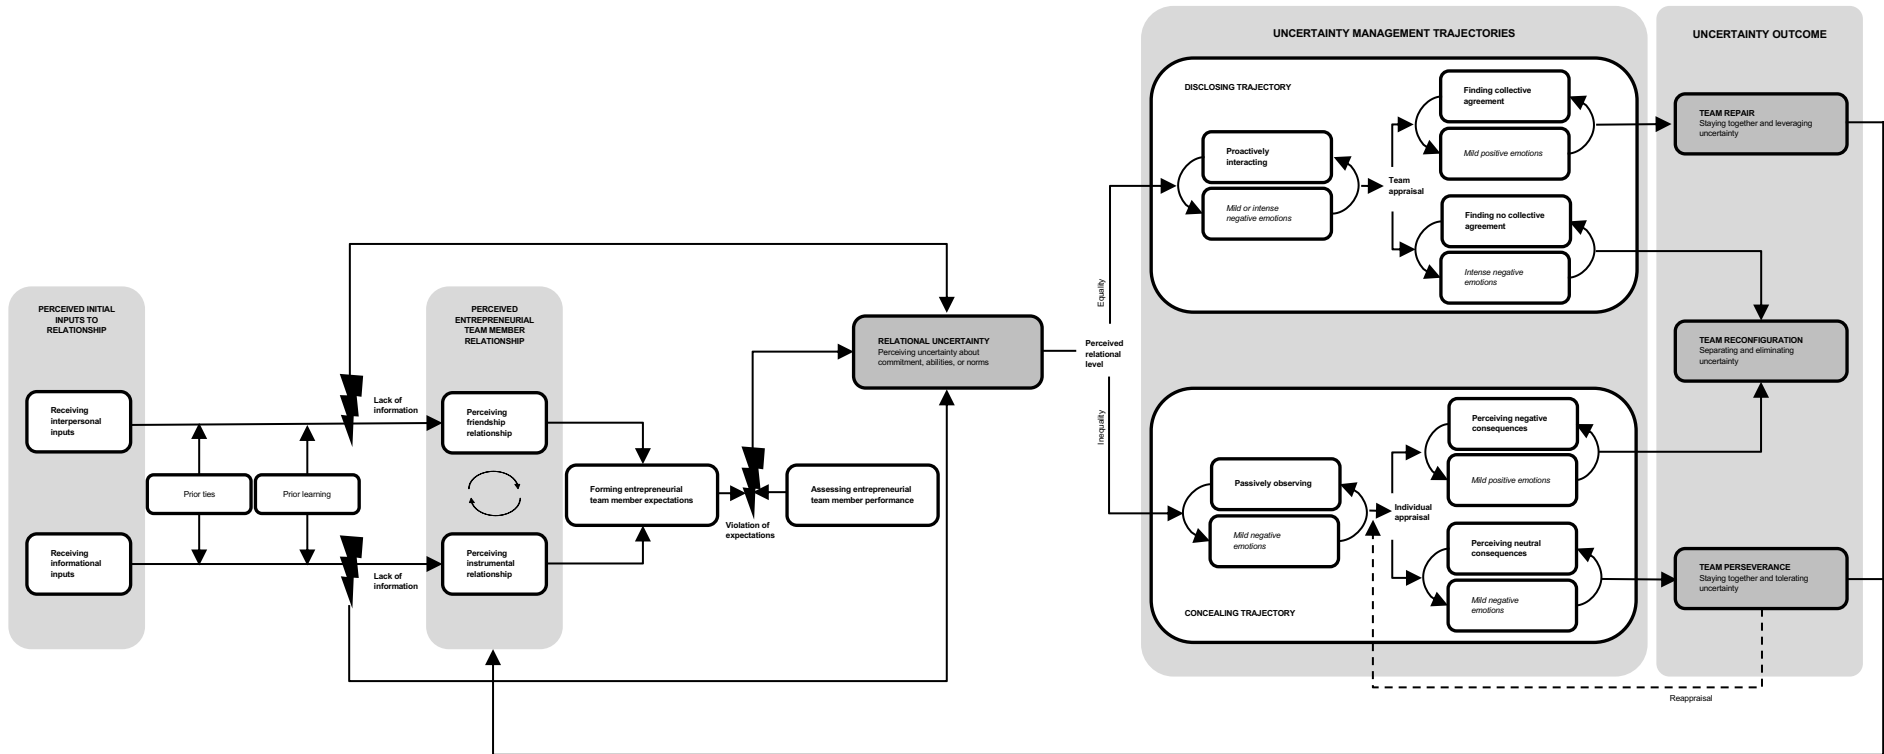 PERCEIVED INITIAL
INPUTS TO
RELATIONSHIP
Receiving
interpersonal
inputs
Receiving
informational
inputs
Prior ties
Prior learning
Lack of
information
Lack of
information
PERCEIVED
ENTREPRENEURIAL
TEAM MEMBER
RELATIONSHIP
Perceiving
friendship
relationship
Perceiving
instrumental
relationship
Forming entrepreneurial
team member expectations
Violation of
expectations
Assessing entrepreneurial
team member performance
RELATIONAL UNCERTAINTY
Perceiving uncertainty about
commitment, abilities, or norms
Perceived
relational
level
Equality
Inequality
UNCERTAINTY MANAGEMENT TRAJECTORIES
DISCLOSING TRAJECTORY
Proactively
interacting
Mild or intense
negative emotions
Team
appraisal
Finding collective
agreement
Mild positive emotions
Finding no collective
agreement
Intense negative
emotions
Passively observing
Mild negative
emotions
Individual
appraisal
Perceiving negative
consequences
Mild positive emotions
Perceiving neutral
consequences
Mild negative
emotions
CONCEALING TRAJECTORY
UNCERTAINTY OUTCOME
TEAM REPAIR
Staying together and leveraging
uncertainty
TEAM RECONFIGURATION
Separating and eliminating
uncertainty
TEAM PERSEVERANCE
Staying together and tolerating
uncertainty
Reappraisal